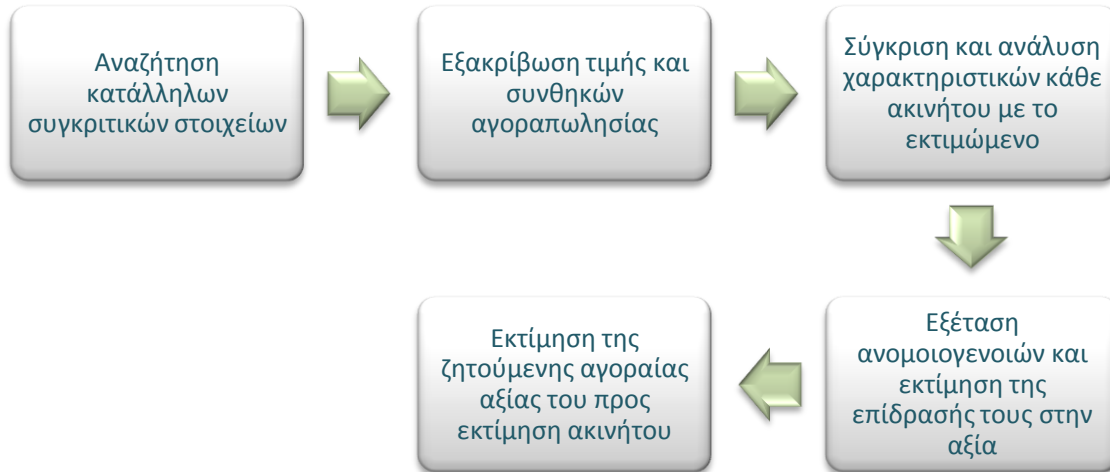 Αναζήτηση
κατάλληλων
συγκριτικών στοιχείων
Εξακρίβωση τιμής και
συνθηκών
αγοραπωλησίας
Σύγκριση και ανάλυση
χαρακτηριστικών κάθε
ακινήτου με το
εκτιμώμενο
Εξέταση
ανομοιογενοιών και
εκτίμηση της
επίδρασής τους στην
αξία
Εκτίμηση της
ζητούμενης αγοραίας
αξίας του προς
εκτίμηση ακινήτου